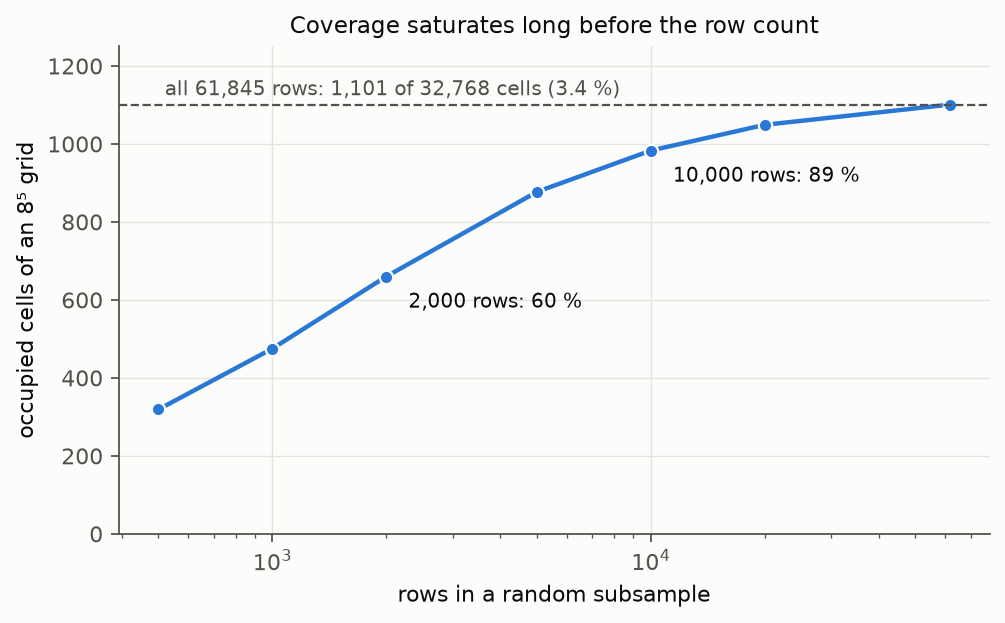 Coverage saturates long before the row count
occupied cells of an 8⁵ grid
1200
1000
800
600
400
200
0
all 61,845 rows: 1,101 of 32,768 cells (3.4 %)
10,000 rows: 89 %
2,000 rows: 60 %
10³
10⁴
rows in a random subsample